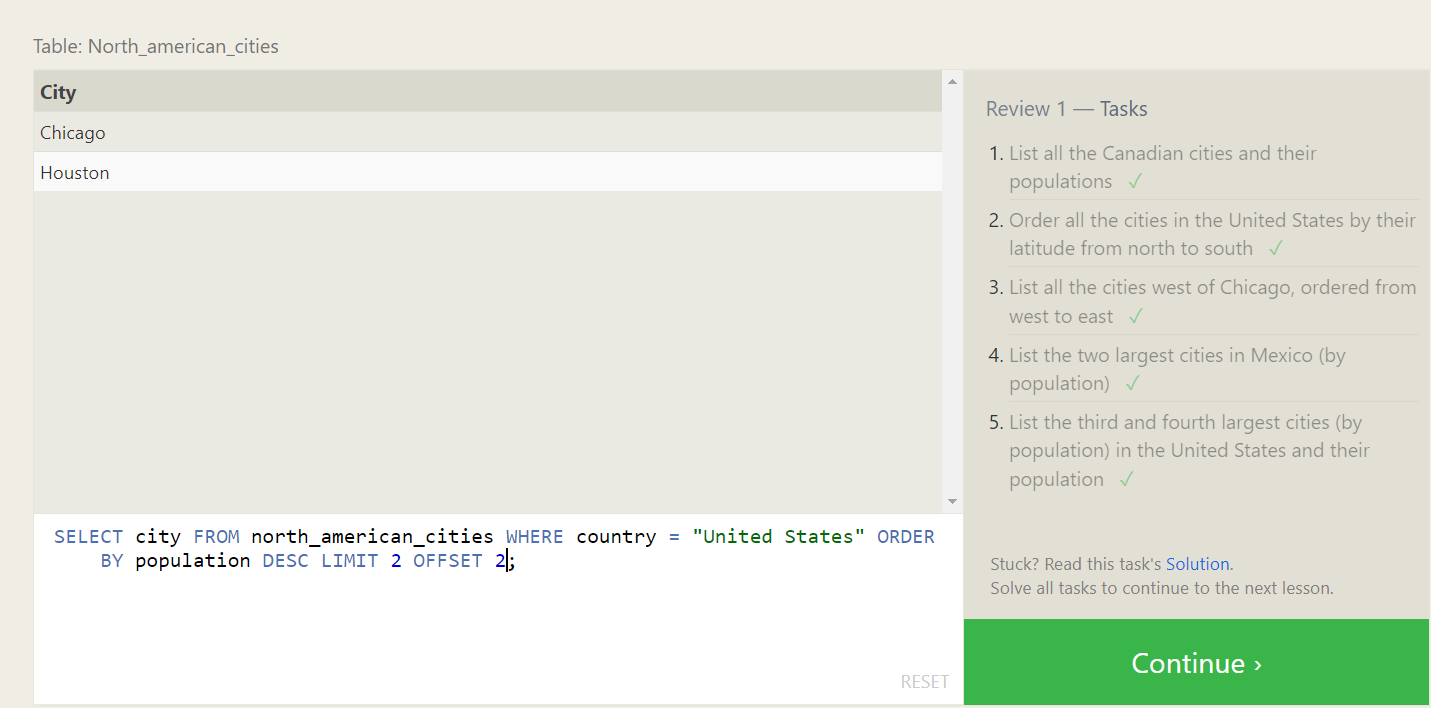 Table: North_american_cities
City
Chicago
Houston
SELECT city FROM north_american_cities WHERE country = "United States" ORDER
BY population DESC LIMIT 2 OFFSET 2;
RESET
Review 1 — Tasks
1. List all the Canadian cities and their
populations ✓
2. Order all the cities in the United States by their
latitude from north to south ✓
3. List all the cities west of Chicago, ordered from
west to east ✓
4. List the two largest cities in Mexico (by
population) ✓
5. List the third and fourth largest cities (by
population) in the United States and their
population ✓
Stuck? Read this task's Solution.
Solve all tasks to continue to the next lesson.
Continue ›